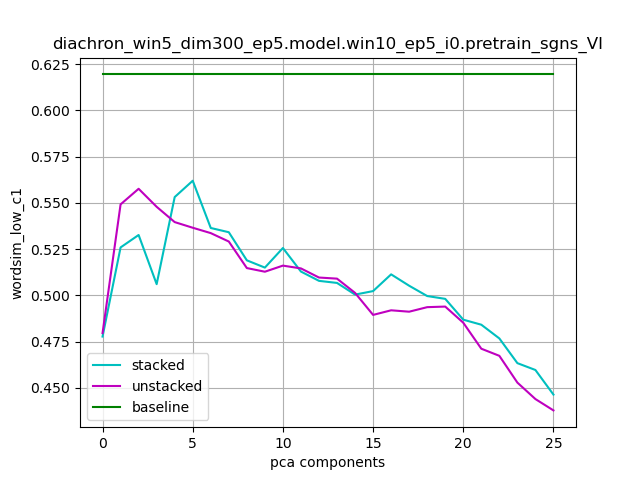 diachron_win5_dim300_ep5.model.win10_ep5_i0.pretrain_sgns_VI
0.625
0.600
0.575
0.550
0.525
0.500
0.475
0.450
wordsim_low_c1
stacked
unstacked
baseline
0 5 10 15 20 25
pca components